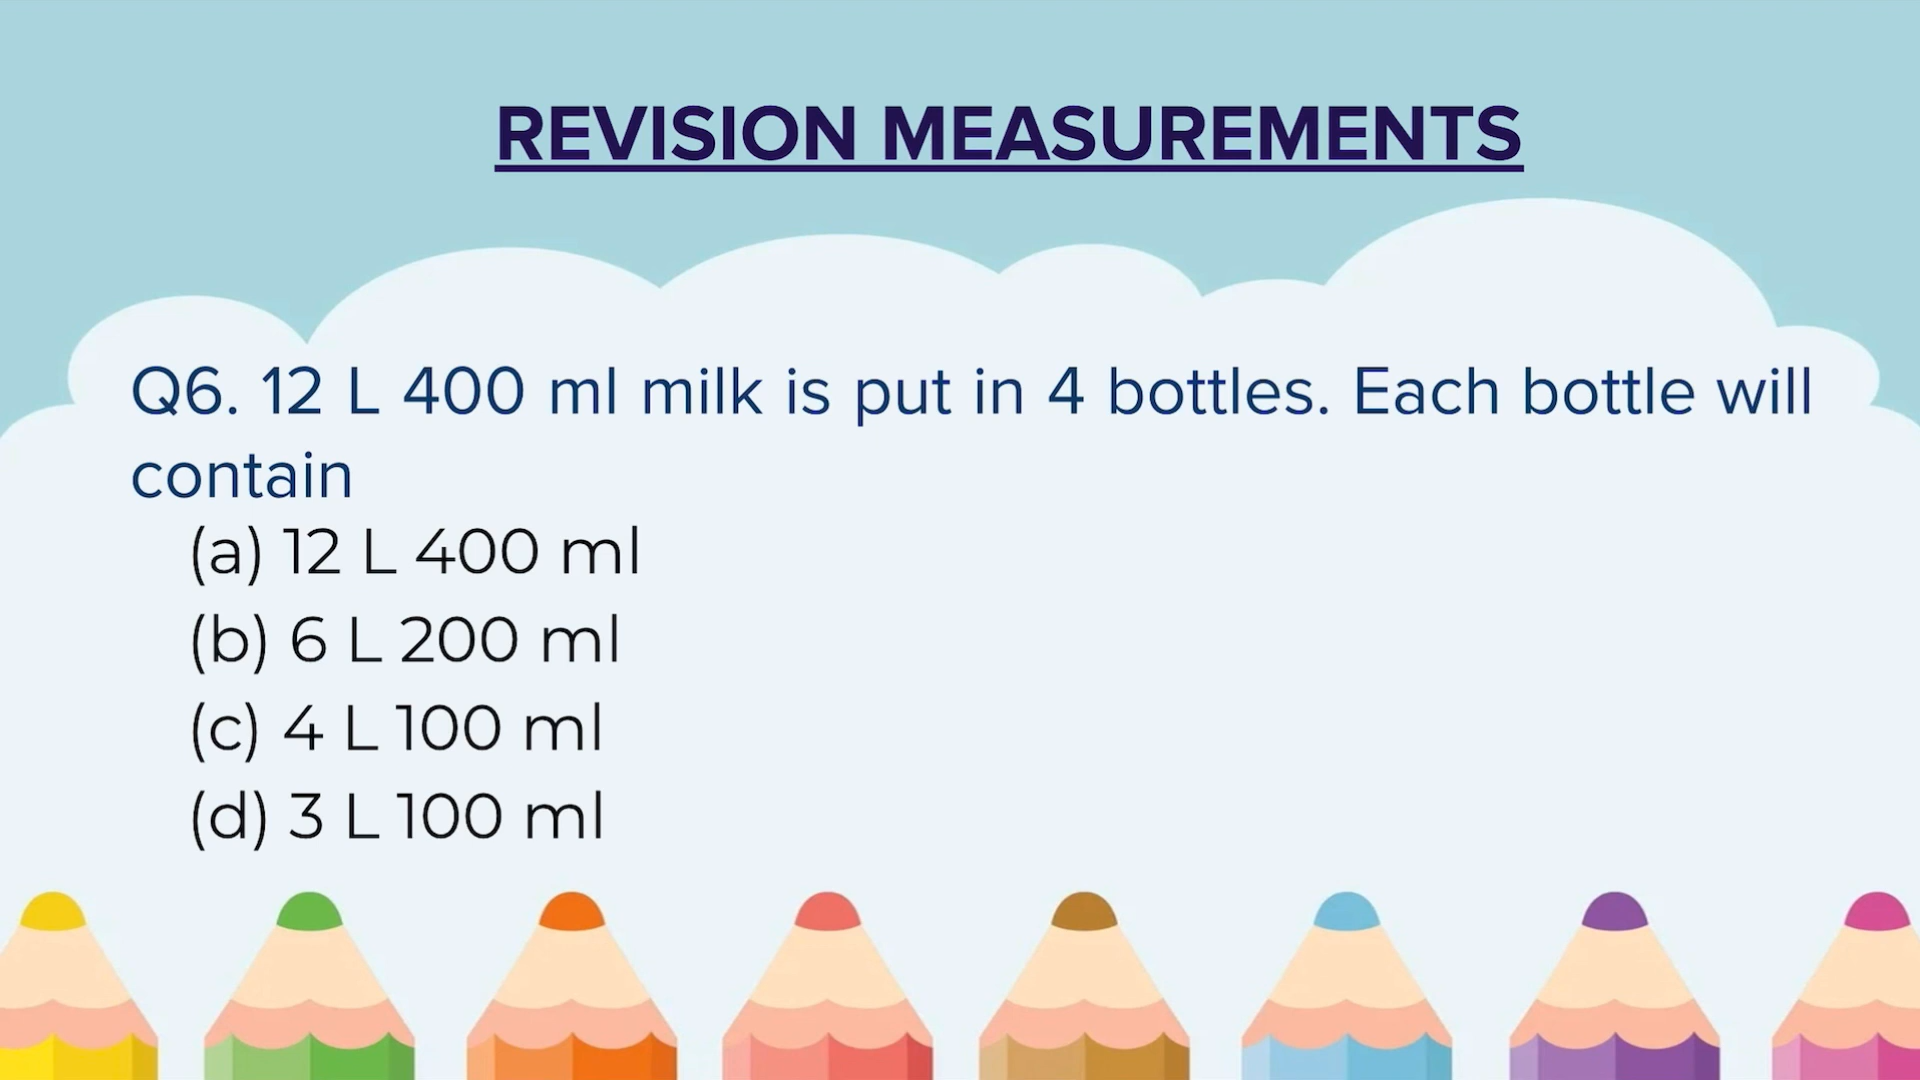 REVISION MEASUREMENTS
Q6. 12 L 400 ml milk is put in 4 bottles. Each bottle will
contain
(a) 12 L 400 ml
(b) 6 L 200 ml
(c) 4 L 100 ml
(d) 3 L 100 ml